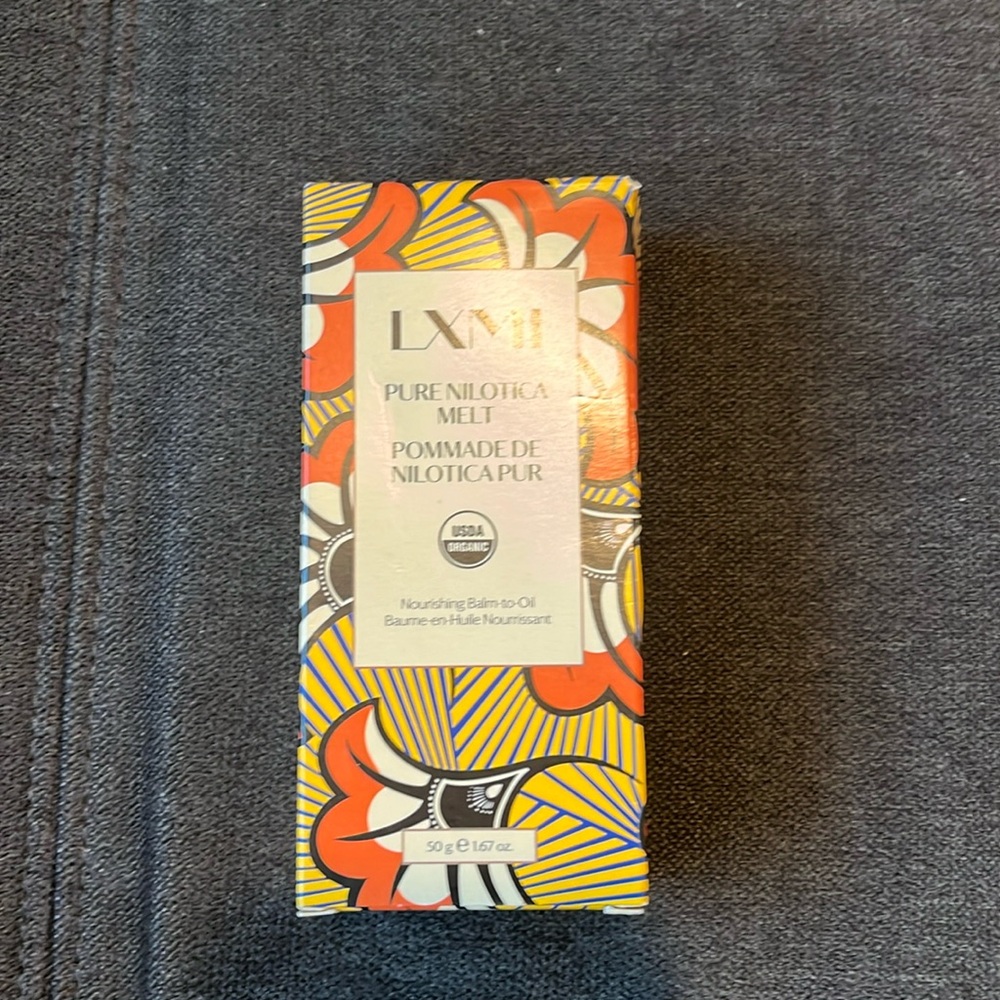 LXMI
PURE NILOTICA
MELT
POMMADE DE
NILOTICA PUR
USDA
ORGANIC
Nourishing Balm-to-Oil
Baume-en-Huile Nourrissant
50 g e 1.67 oz.